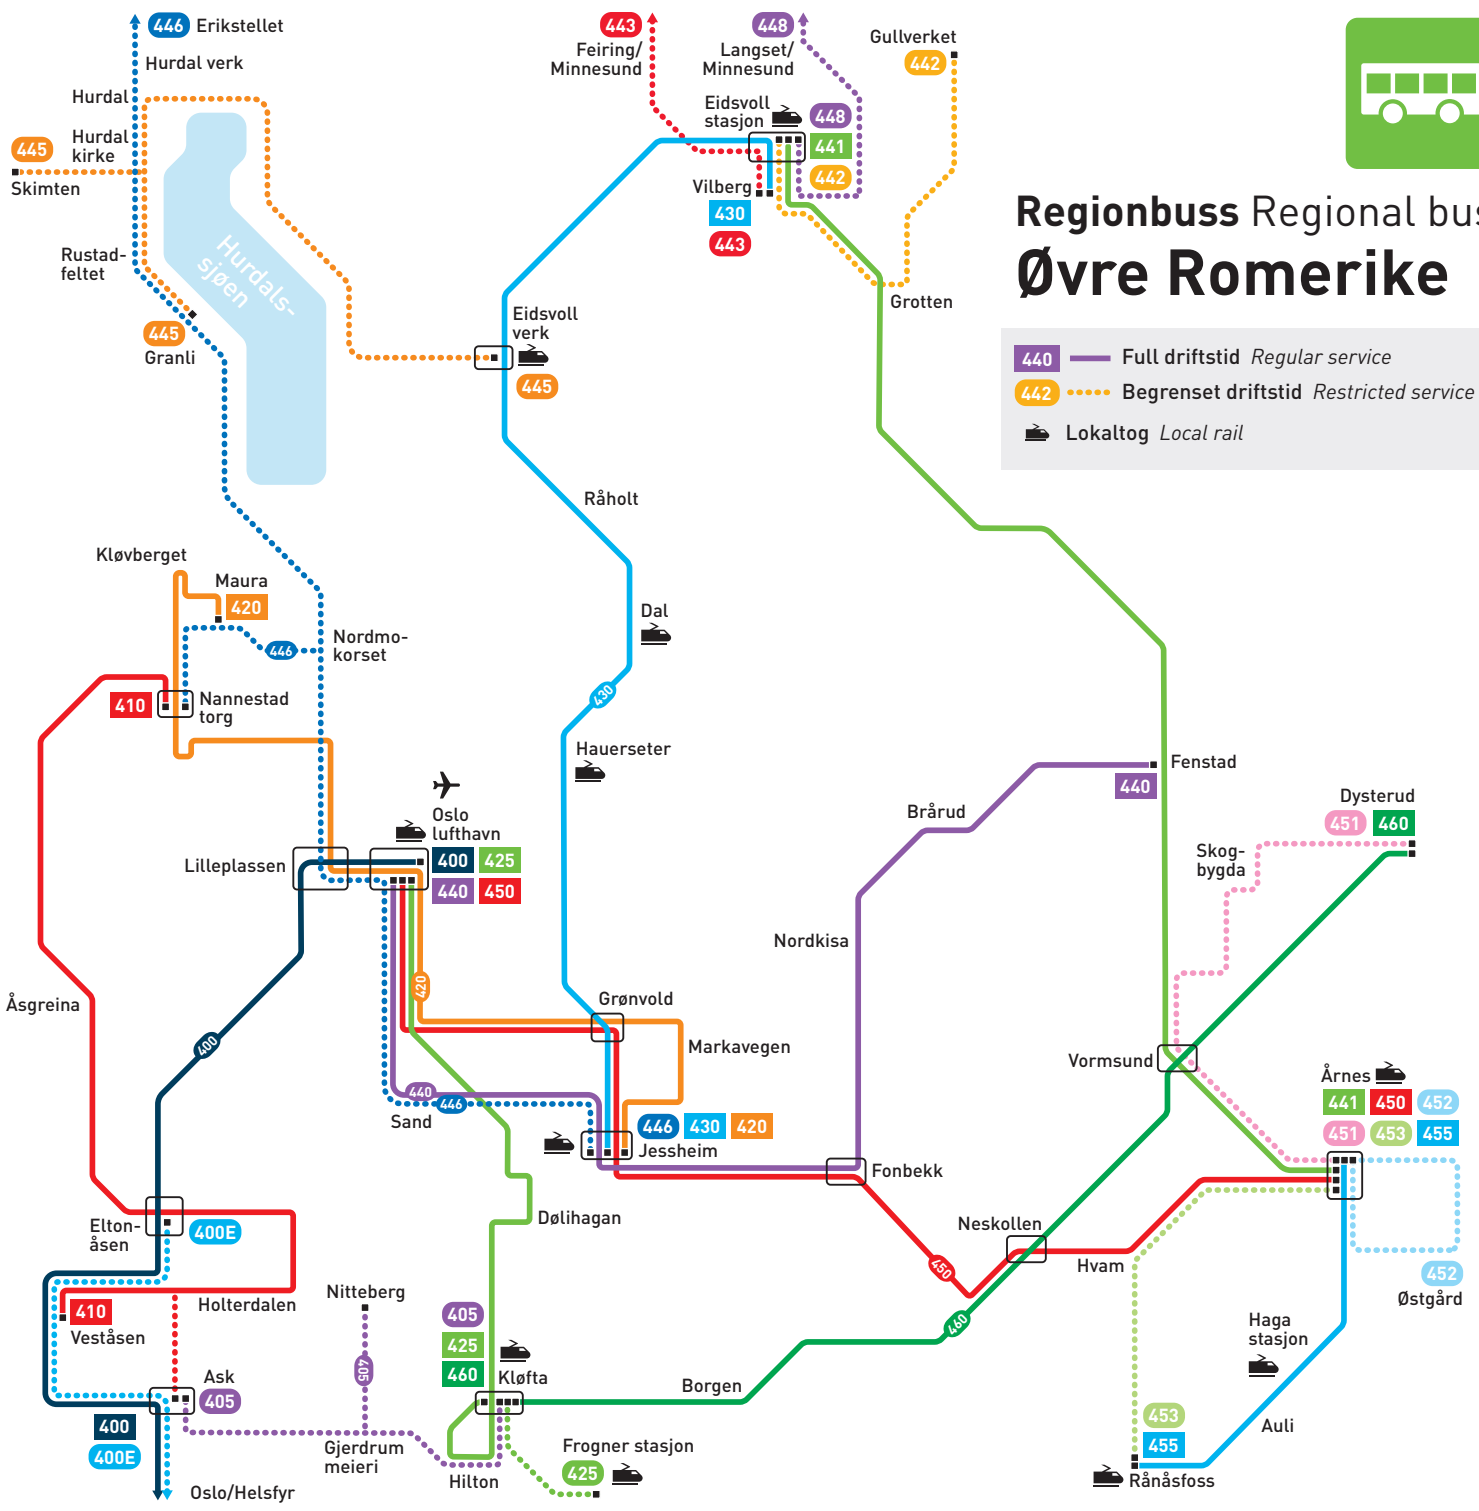 446 Erikstellet
Hurdal verk
Hurdal
Hurdal
kirke
445
Skimten
Rustad-
feltet
445
Granli
Hurdals-
sjøen
443
Feiring/
Minnesund
448
Langset/
Minnesund
Gullverket
442
Eidsvoll
stasjon
448
441
442
Vilberg
430
443
Grotten
Regionbuss Regional bus
Øvre Romerike
440 Full driftstid Regular service
442 Begrenset driftstid Restricted service
Lokaltog Local rail
Eidsvoll
verk
445
Råholt
Dal
430
Hauerseter
Kløvberget
Maura
420
446
Nordmo-
korset
410
Nannestad
torg
Oslo
lufthavn
400 425
440 450
Lilleplassen
Fenstad
440
Brårud
Nordkisa
Dysterud
451 460
Skog-
bygda
Åsgreina
400
420
Grønvold
Markavegen
440
446
Sand
446 430 420
Jessheim
Vormsund
Årnes
441 450 452
451 453 455
Fonbekk
Dølihagan
Neskollen
450
Hvam
Elton-
åsen
400E
410
Veståsen
Holterdalen
Nitteberg
405
452
Østgård
Haga
stasjon
460
405
425
460
Kløfta
Borgen
Ask
405
400
400E
Gjerdrum
meieri
Hilton
Frogner stasjon
425
Auli
453
455
Rånåsfoss
Oslo/Helsfyr